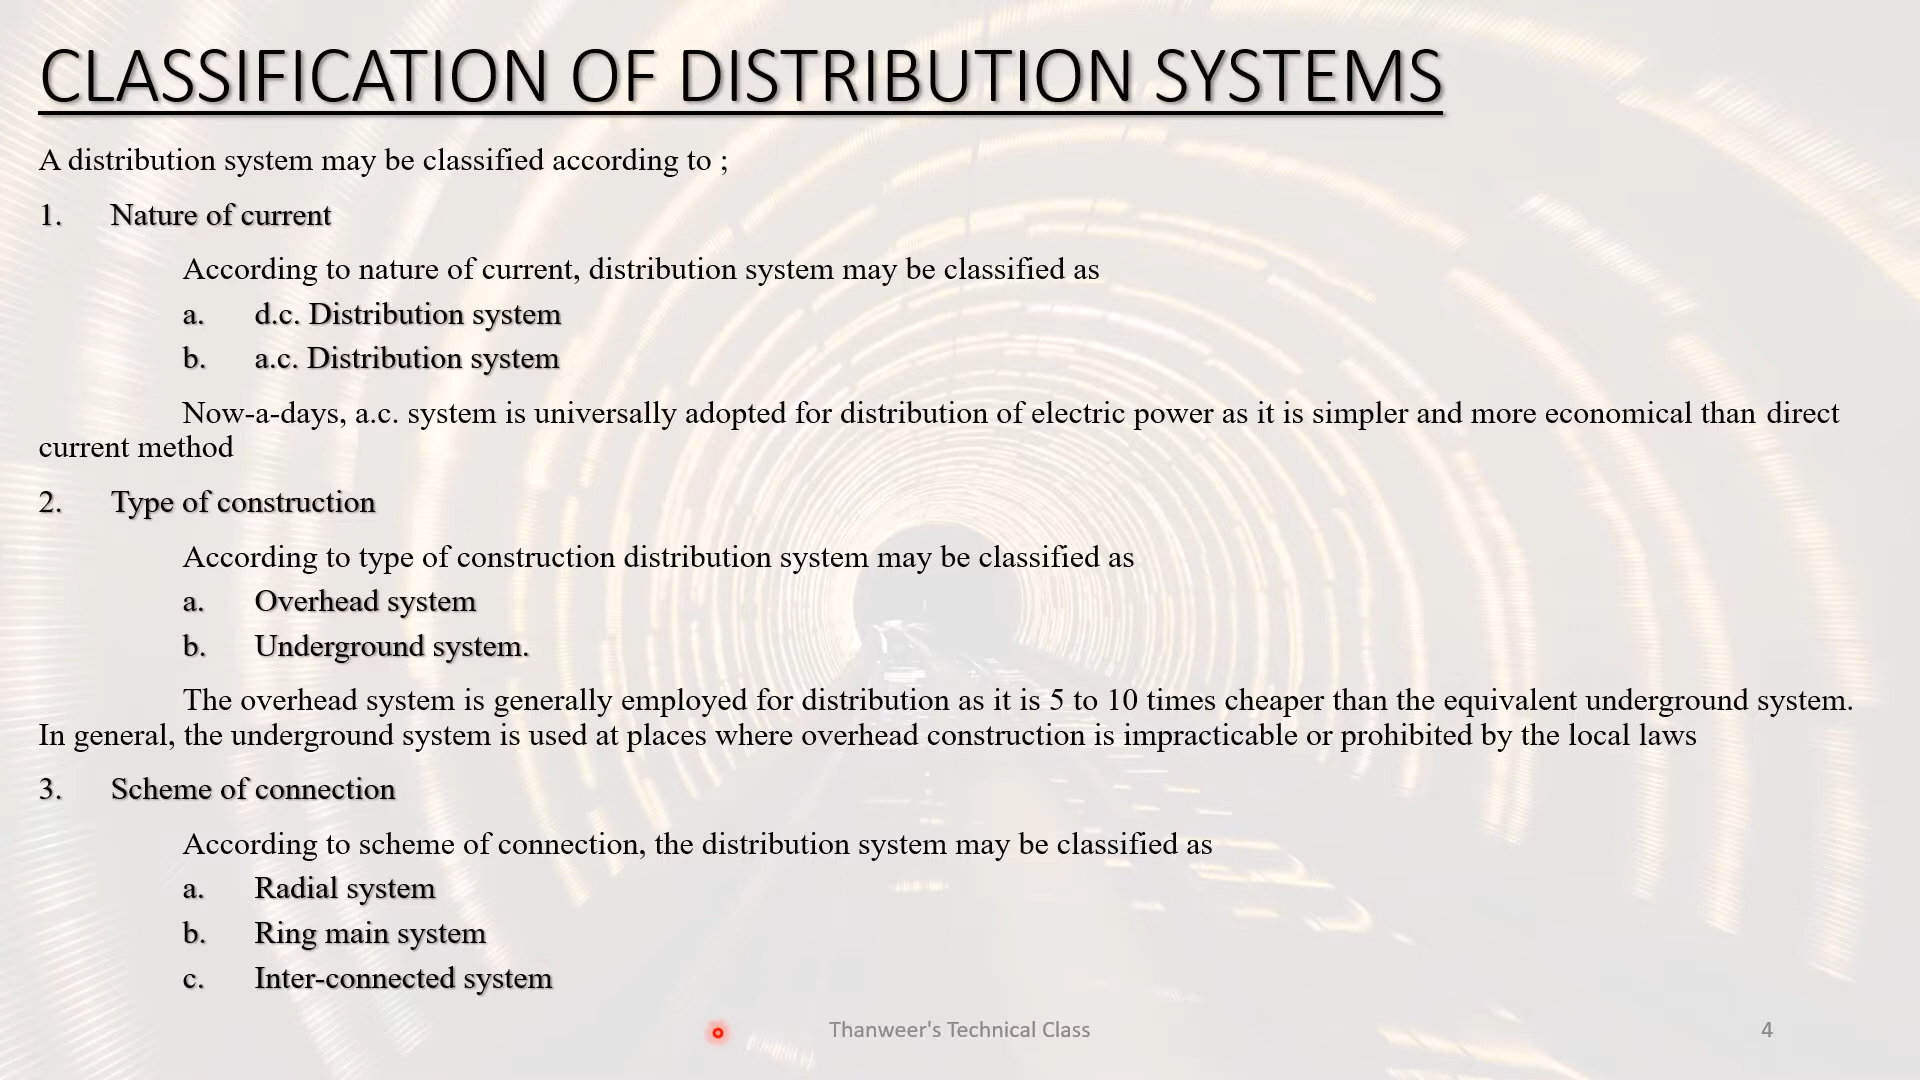 CLASSIFICATION OF DISTRIBUTION SYSTEMS
A distribution system may be classified according to ;
1. Nature of current
According to nature of current, distribution system may be classified as
a. d.c. Distribution system
b. a.c. Distribution system
Now-a-days, a.c. system is universally adopted for distribution of electric power as it is simpler and more economical than direct
current method
2. Type of construction
According to type of construction distribution system may be classified as
a. Overhead system
b. Underground system.
The overhead system is generally employed for distribution as it is 5 to 10 times cheaper than the equivalent underground system.
In general, the underground system is used at places where overhead construction is impracticable or prohibited by the local laws
3. Scheme of connection
According to scheme of connection, the distribution system may be classified as
a. Radial system
b. Ring main system
c. Inter-connected system
Thanweer's Technical Class
4